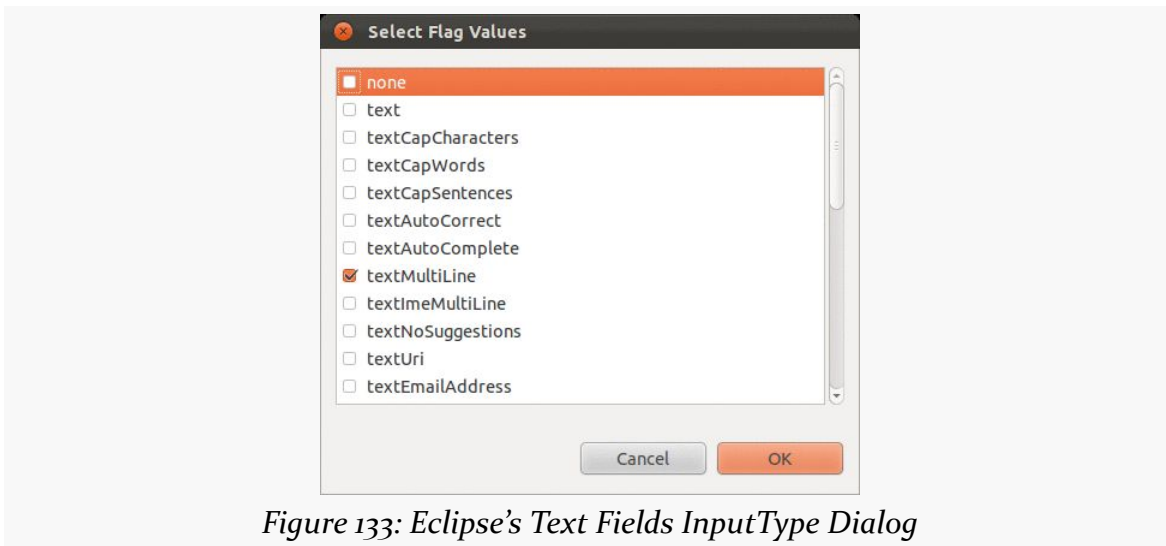 Select Flag Values
none
text
textCapCharacters
textCapWords
textCapSentences
textAutoCorrect
textAutoComplete
textMultiLine
textImeMultiLine
textNoSuggestions
textUri
textEmailAddress
Cancel OK
Figure 133: Eclipse’s Text Fields InputType Dialog